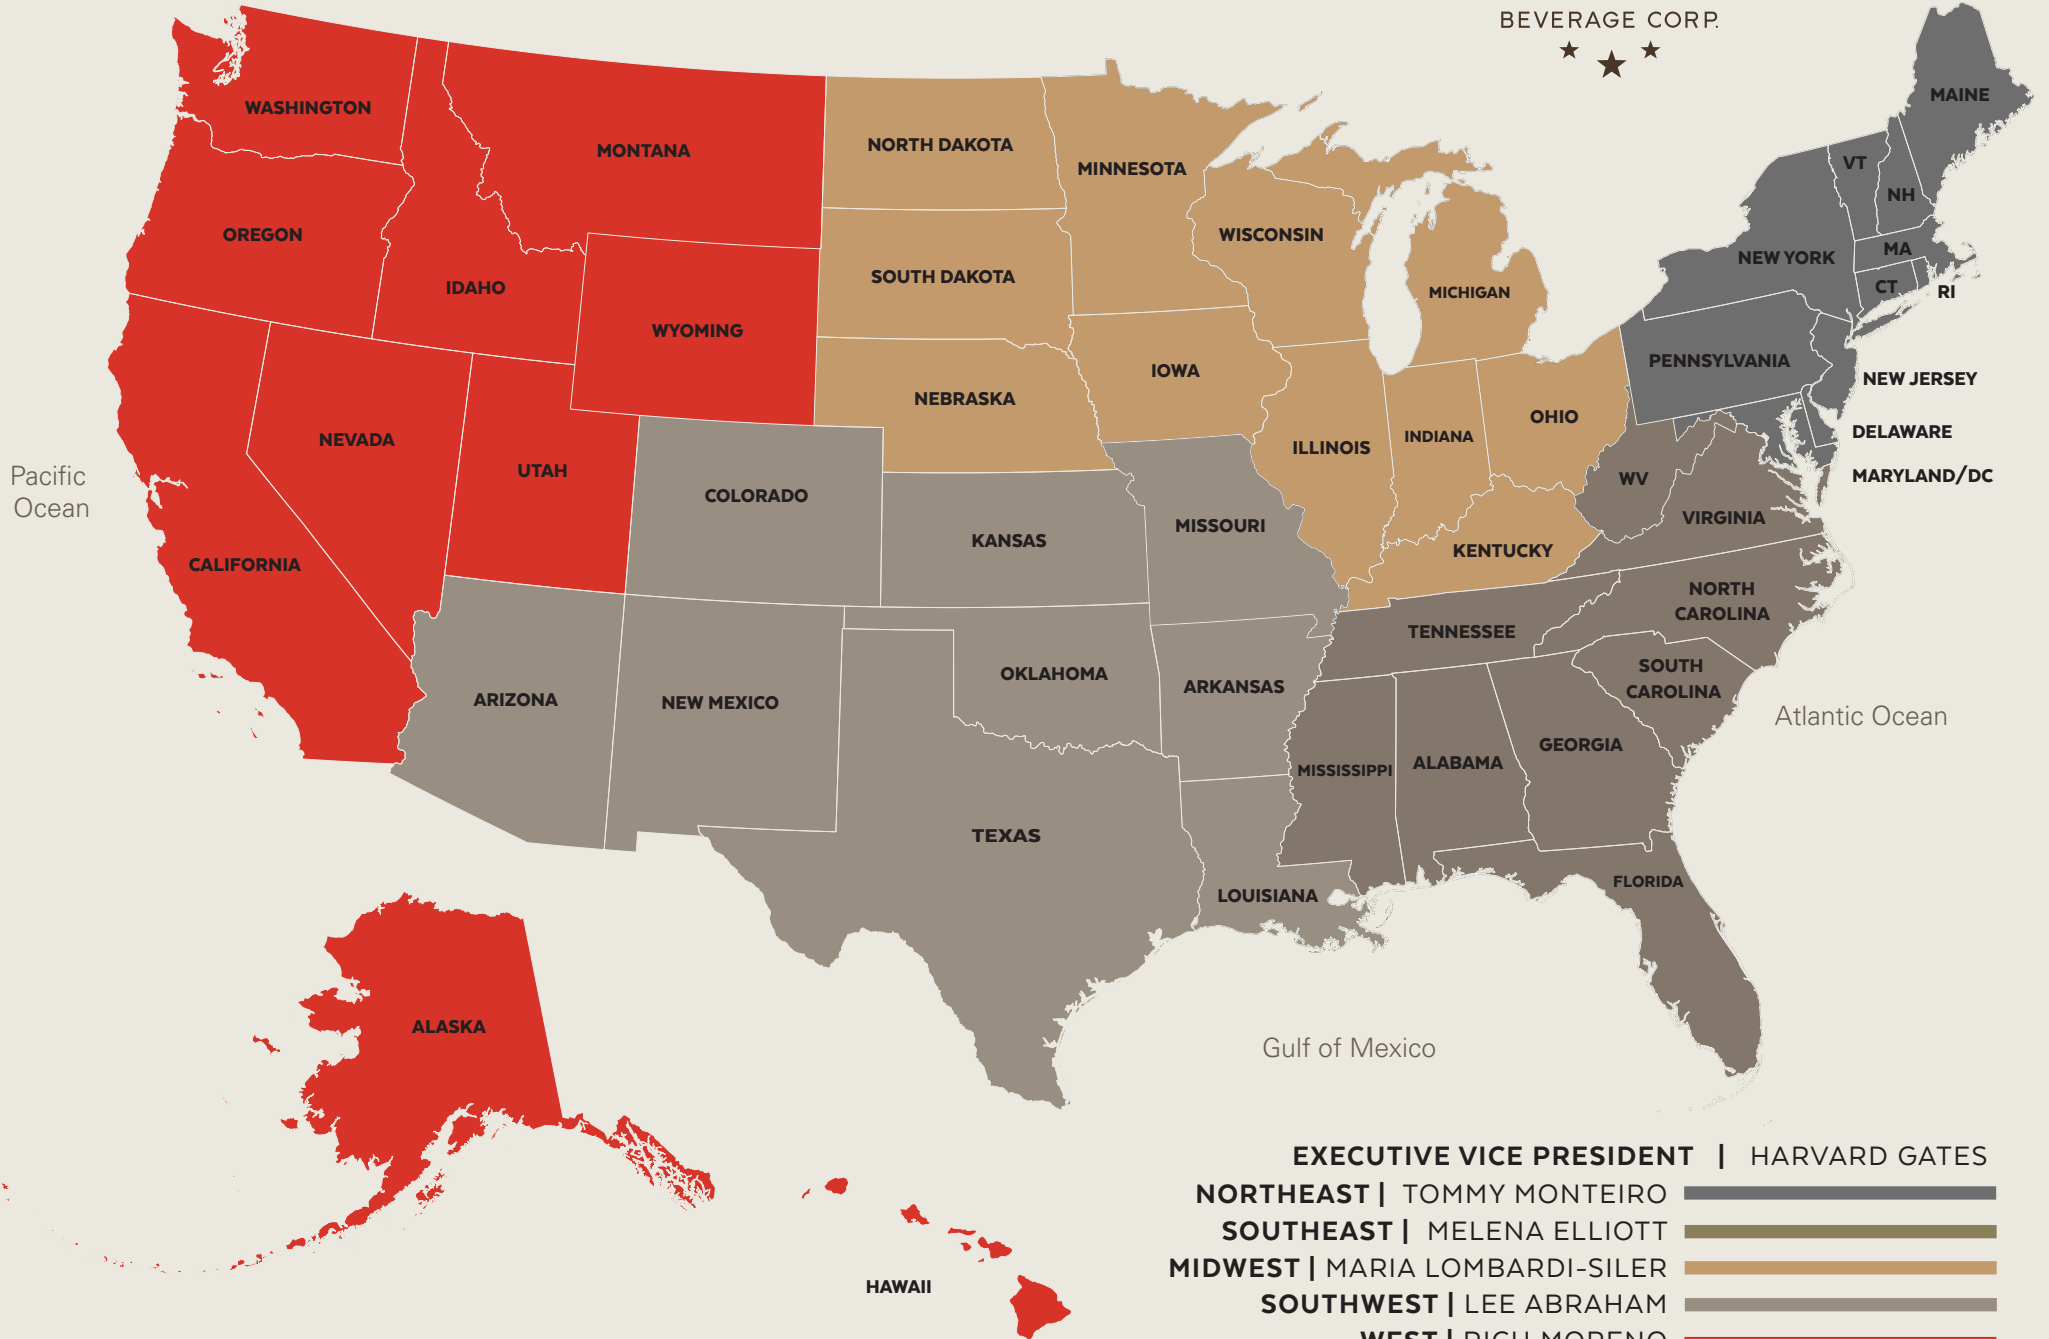 BEVERAGE CORP.
MAINE
WASHINGTON
MONTANA
NORTH DAKOTA
MINNESOTA
VT
NH
OREGON
IDAHO
WYOMING
SOUTH DAKOTA
WISCONSIN
MICHIGAN
NEW YORK
MA
CT
RI
NEBRASKA
IOWA
ILLINOIS
INDIANA
OHIO
PENNSYLVANIA
NEW JERSEY
DELAWARE
MARYLAND/DC
Pacific
Ocean
NEVADA
UTAH
COLORADO
KANSAS
MISSOURI
KENTUCKY
WV
VIRGINIA
CALIFORNIA
NORTH
CAROLINA
TENNESSEE
SOUTH
CAROLINA
ARIZONA
NEW MEXICO
OKLAHOMA
ARKANSAS
Atlantic Ocean
MISSISSIPPI
ALABAMA
GEORGIA
TEXAS
LOUISIANA
FLORIDA
ALASKA
Gulf of Mexico
HAWAII
EXECUTIVE VICE PRESIDENT | HARVARD GATES
NORTHEAST | TOMMY MONTEIRO
SOUTHEAST | MELENA ELLIOTT
MIDWEST | MARIA LOMBARDI-SILER
SOUTHWEST | LEE ABRAHAM
WEST | RICH MORENO